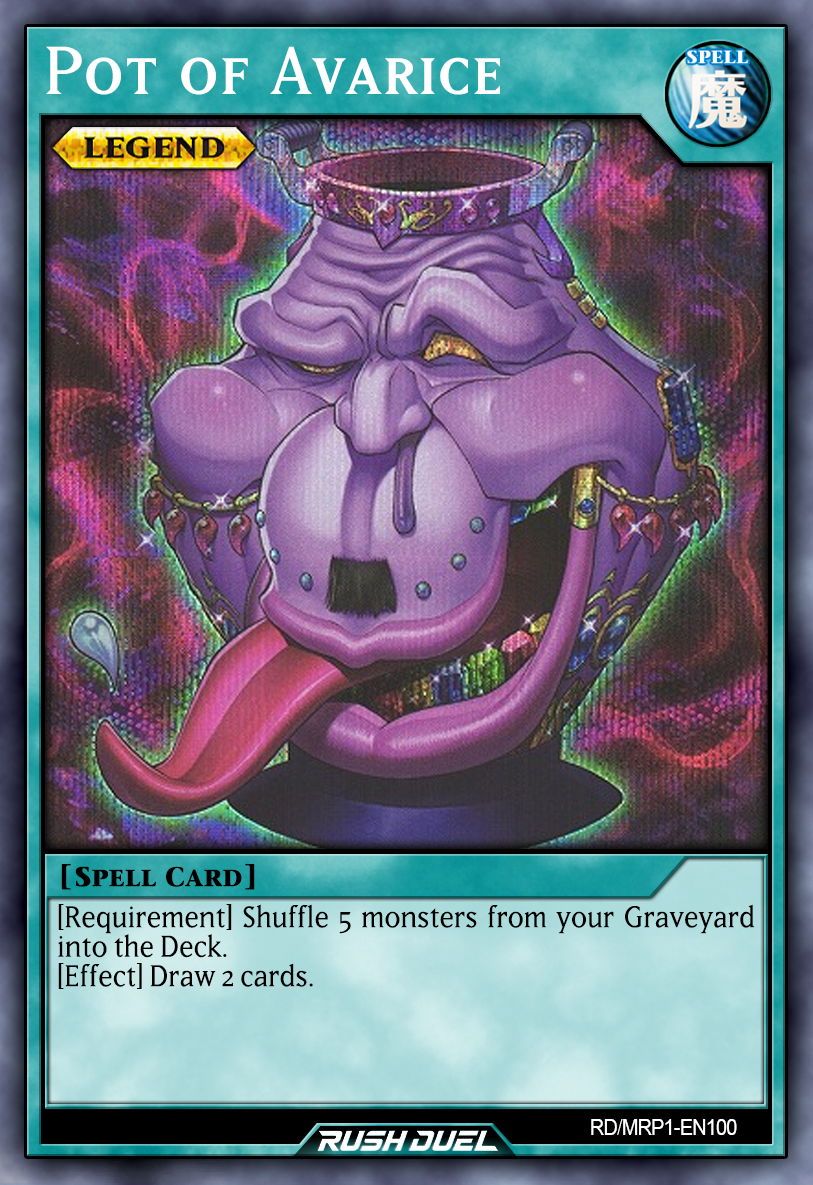 Pot of Avarice
SPELL
魔
LEGEND
[Spell Card]
[Requirement] Shuffle 5 monsters from your Graveyard
into the Deck.
[Effect] Draw 2 cards.
RUSH DUEL
RD/MRP1-EN100